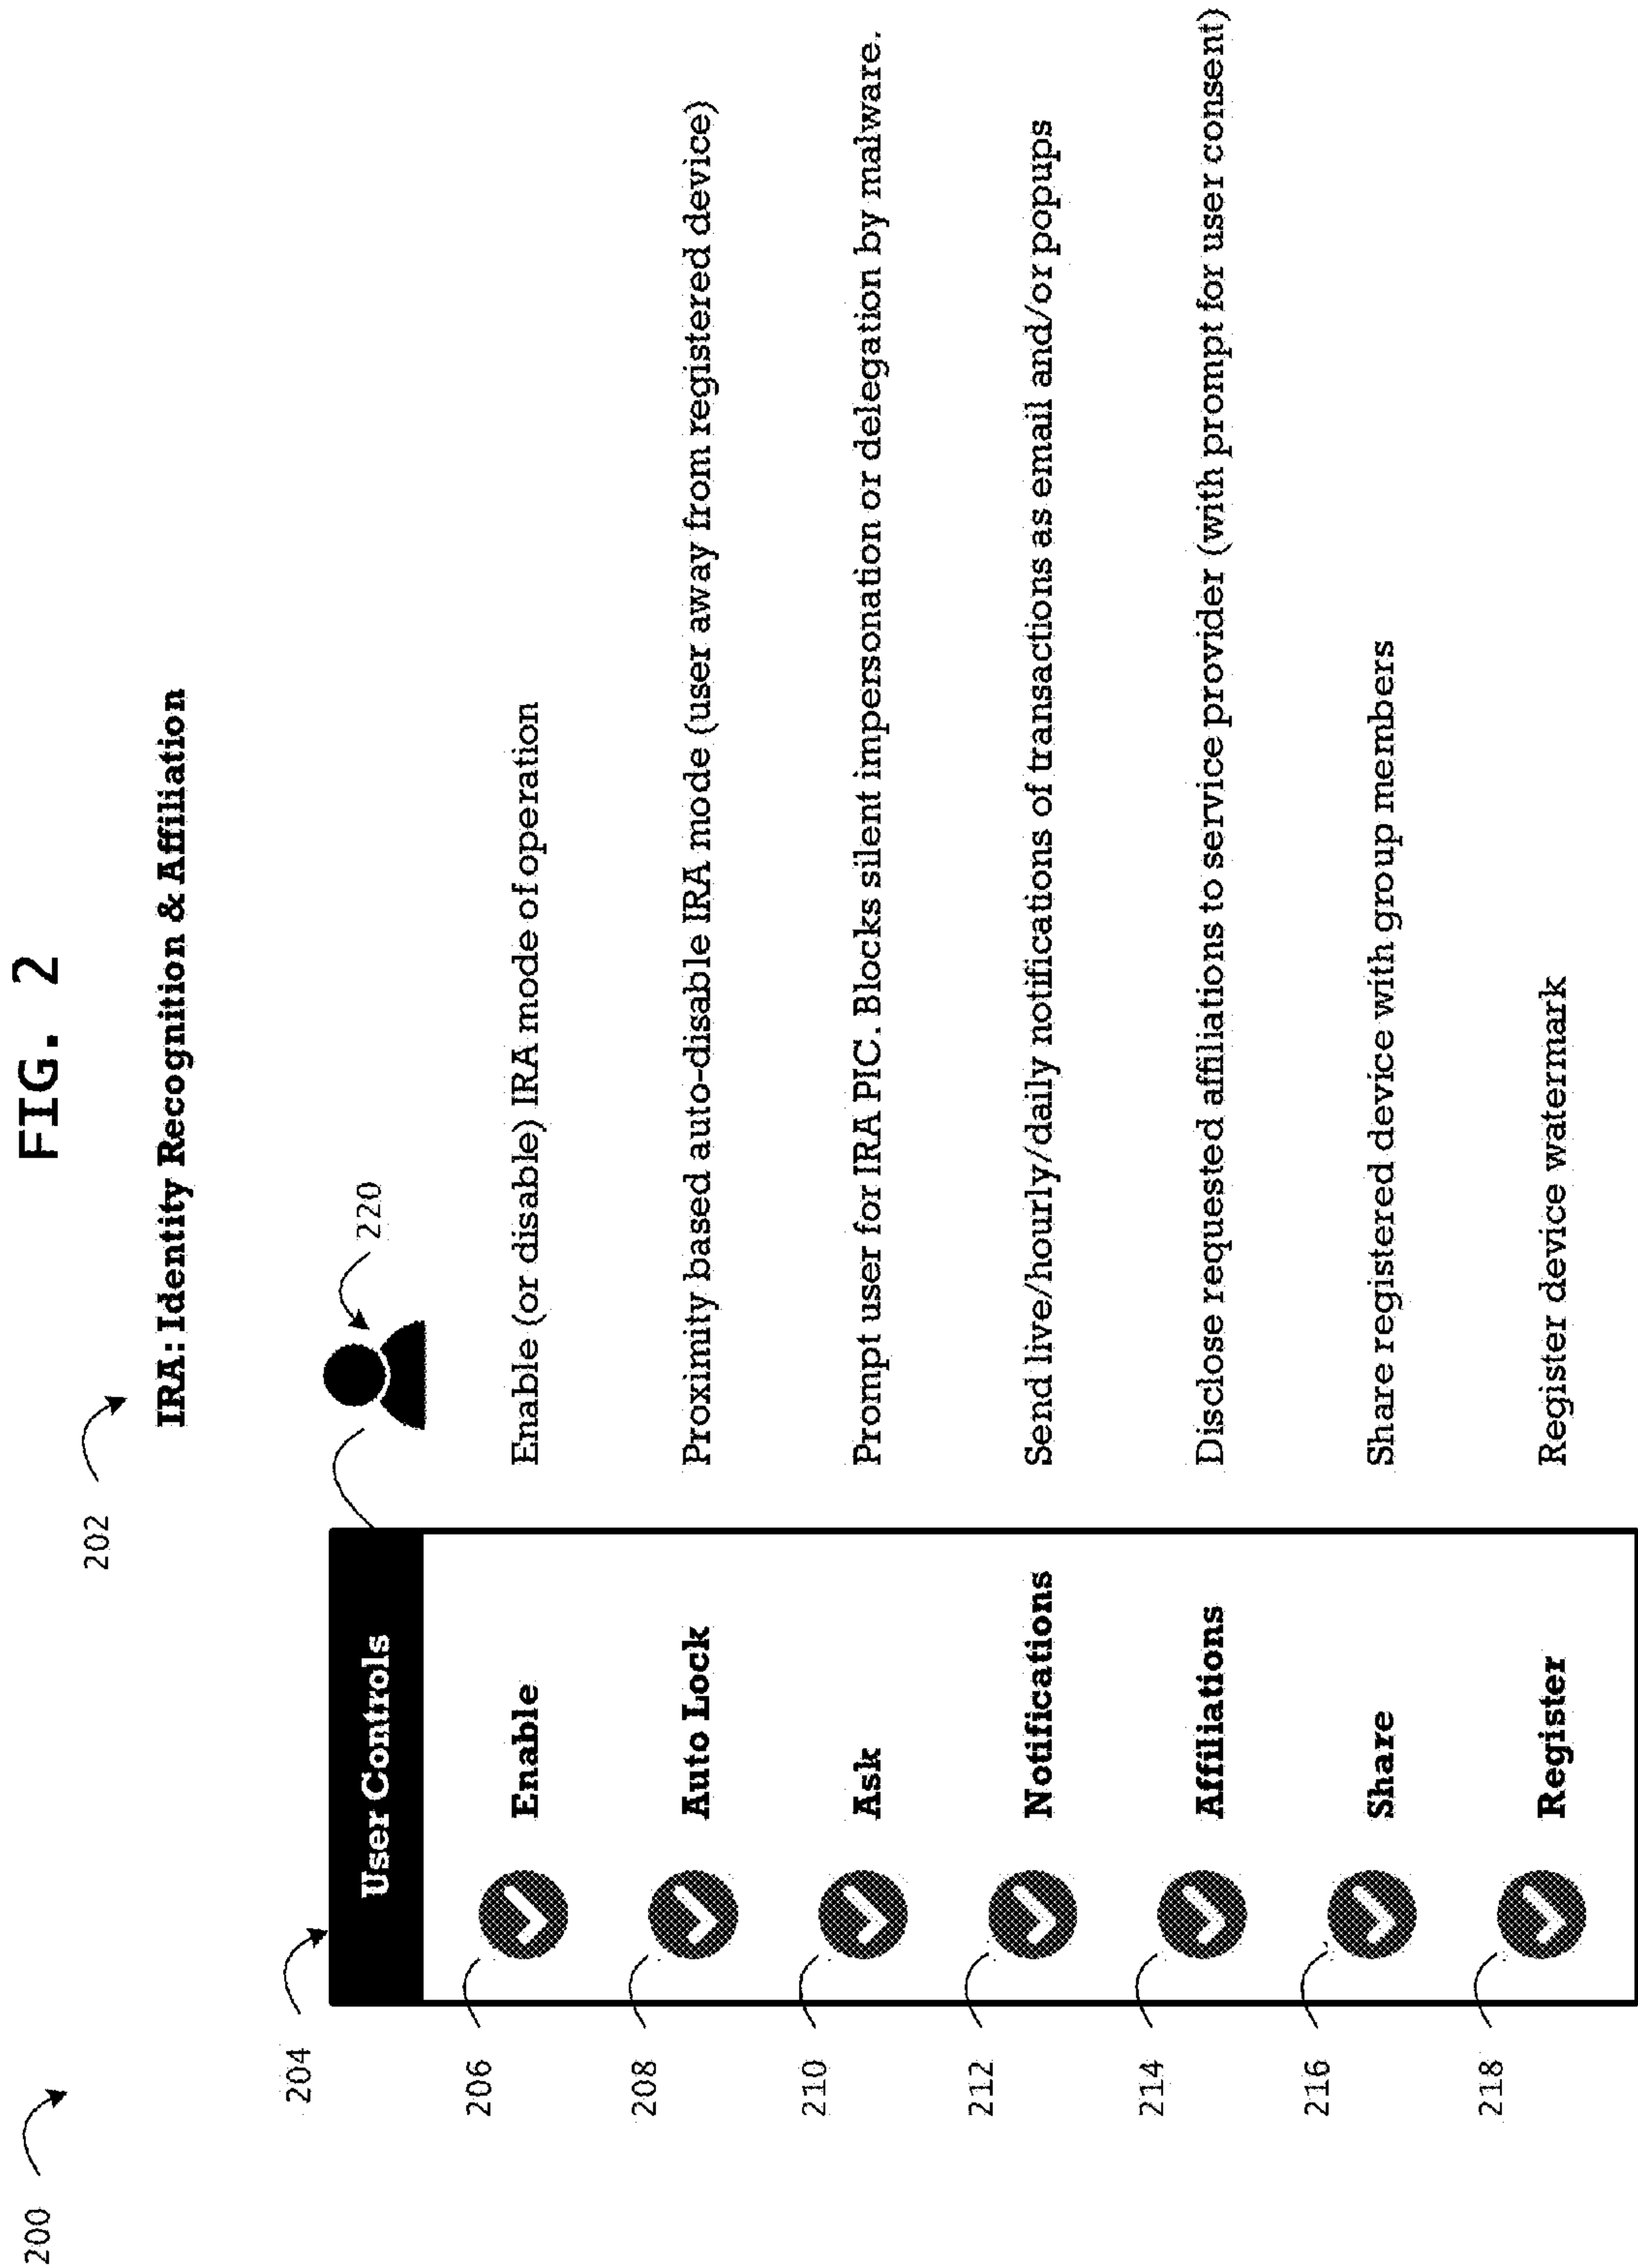 FIG. 2
200
202
IRA: Identity Recognition & Affiliation
204
User Controls
220
206
Enable
Enable (or disable) IRA mode of operation
208
Auto Lock
Proximity based auto-disable IRA mode (user away from registered device)
210
Ask
Prompt user for IRA PIC. Blocks silent impersonation or delegation by malware.
212
Notifications
Send live/hourly/daily notifications of transactions as email and/or popups
214
Affiliations
Disclose requested affiliations to service provider (with prompt for user consent)
216
Share
Share registered device with group members
218
Register
Register device watermark